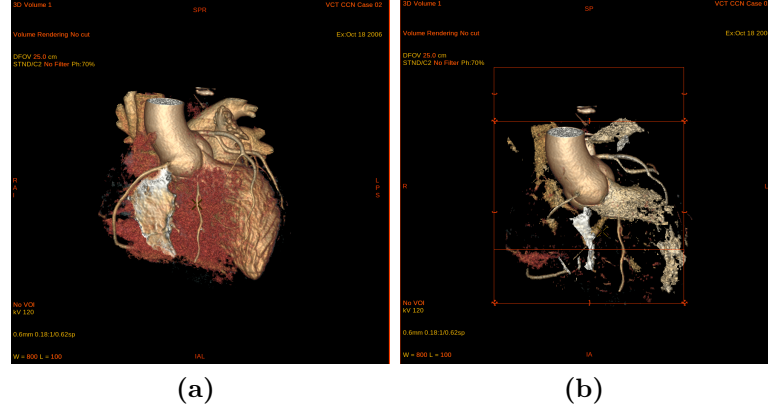 3D Volume 1
SPR
VCT CCN Case 02
Volume Rendering No cut
Ex:Oct 18 2006
DFOV 25.0 cm
STND/C2 No Filter Ph:70%
R
A
I
L
P
S
No VOI
kV 120
0.6mm 0.18:1/0.62sp
W = 800 L = 100
IAL
(a)
3D Volume 1
SP
VCT CCN Case 0
Volume Rendering No cut
Ex:Oct 18 200
DFOV 25.0 cm
STND/C2 No Filter Ph:70%
R
L
No VOI
kV 120
0.6mm 0.18:1/0.62sp
W = 800 L = 100
IA
(b)